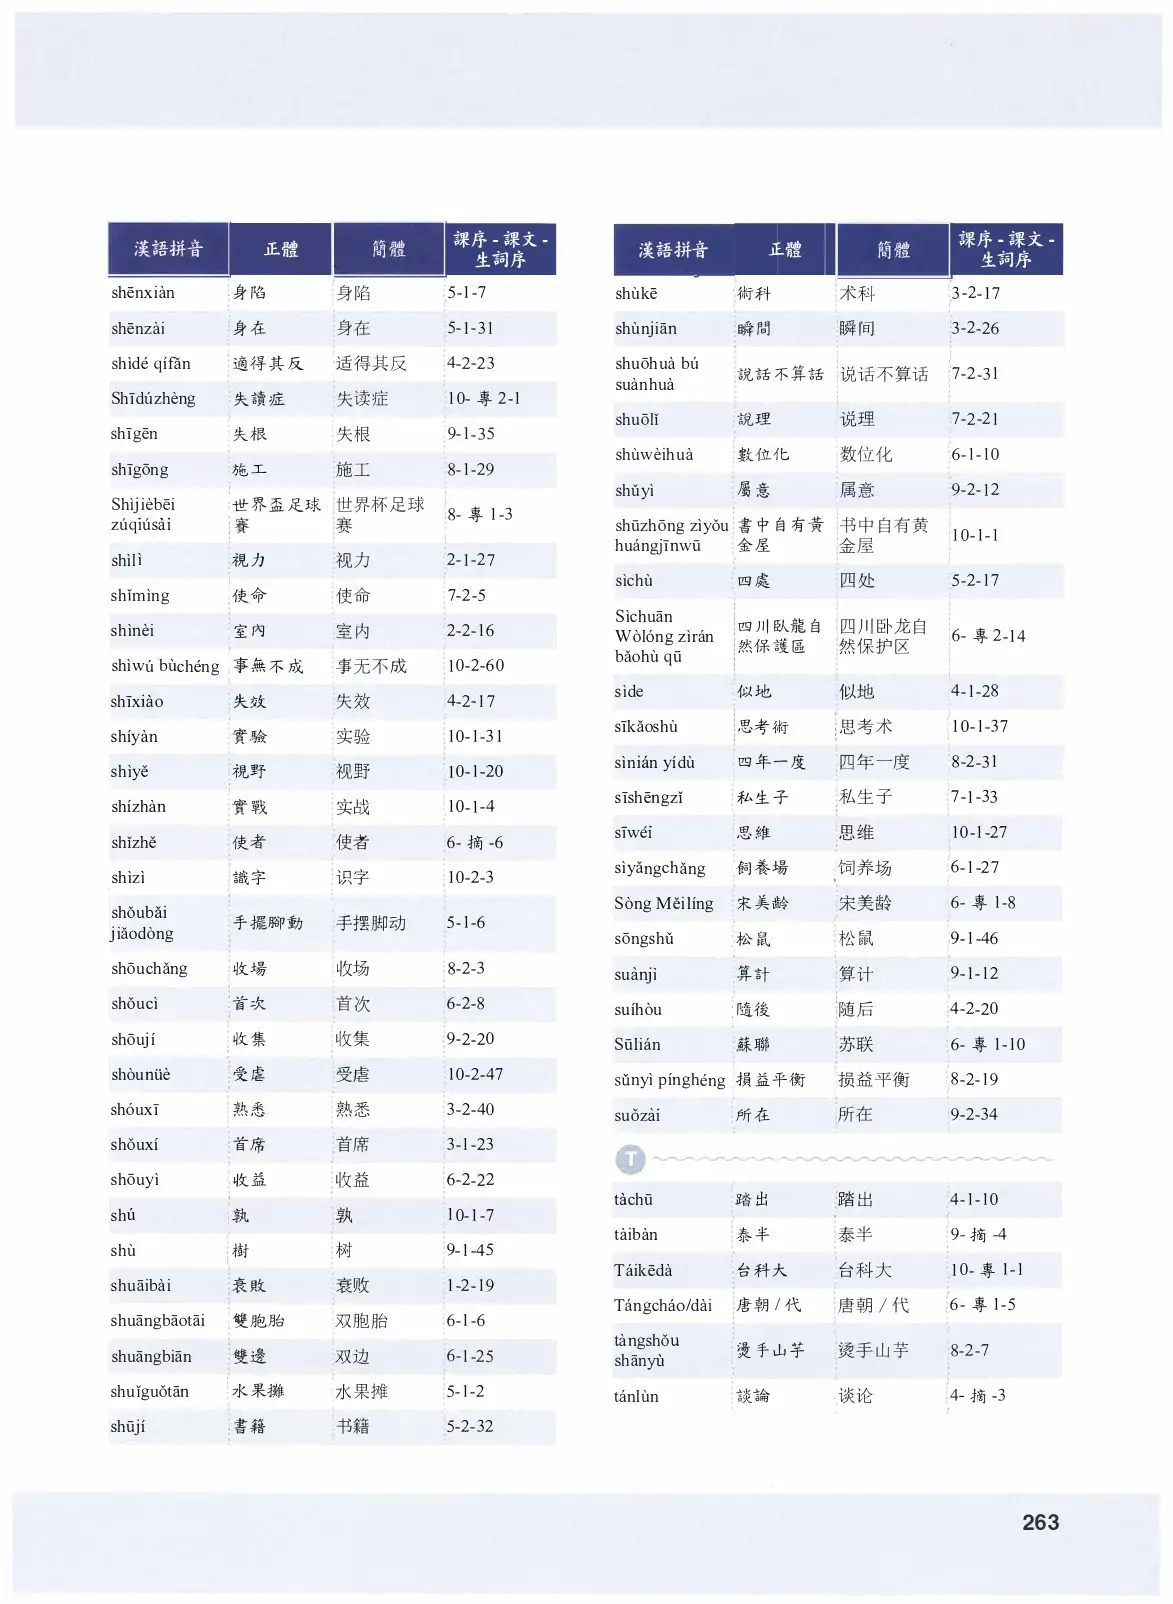 漢語拼音 正體 簡體 課序 - 課文 -
生詞序
shēnxiàn 身陷 身陷 5-1-7
shēnzài 身在 身在 5-1-31
shìdé qífǎn 適得其反 适得其反 4-2-23
Shīdúzhèng 失讀症 失读症 10- 專 2-1
shīgēn 失根 失根 9-1-35
shīgōng 施工 施工 8-1-29
Shìjièbēi 世界盃足球 世界杯足球 8- 專 1-3
zúqiúsài 賽 赛
shìlì 視力 视力 2-1-27
shǐmìng 使命 使命 7-2-5
shìnèi 室內 室内 2-2-16
shìwú bùchéng 事無不成 事无不成 10-2-60
shīxiào 失效 失效 4-2-17
shíyàn 實驗 实验 10-1-31
shìyě 視野 视野 10-1-20
shízhàn 實戰 实战 10-1-4
shǐzhě 使者 使者 6- 摘 -6
shìzì 識字 识字 10-2-3
shǒubǎi 手擺腳動 手摆脚动 5-1-6
jiǎodòng
shōuchǎng 收場 收场 8-2-3
shǒucì 首次 首次 6-2-8
shōují 收集 收集 9-2-20
shòunüè 受虐 受虐 10-2-47
shóuxī 熟悉 熟悉 3-2-40
shǒuxí 首席 首席 3-1-23
shōuyì 收益 收益 6-2-22
shú 孰 孰 10-1-7
shù 樹 树 9-1-45
shuāibài 衰敗 衰败 1-2-19
shuāngbāotāi 雙胞胎 双胞胎 6-1-6
shuāngbiān 雙邊 双边 6-1-25
shuǐguǒtān 水果攤 水果摊 5-1-2
shūjí 書籍 书籍 5-2-32
漢語拼音 正體 簡體 課序 - 課文 -
生詞序
shùkē 術科 术科 3-2-17
shùnjiān 瞬間 瞬间 3-2-26
shuōhuà bú 說話不算話 说话不算话 7-2-31
suànhuà
shuōlǐ 說理 说理 7-2-21
shùwèihuà 數位化 数位化 6-1-10
shǔyì 屬意 属意 9-2-12
shūzhōng zìyǒu 書中自有黃 书中自有黄 10-1-1
huángjīnwū 金屋 金屋
sìchù 四處 四处 5-2-17
Sìchuān 四川臥龍自 四川卧龙自 6- 專 2-14
Wòlóng zìrán 然保護區 然保护区
bǎohù qū
sìde 似地 似地 4-1-28
sīkǎoshù 思考術 思考术 10-1-37
sìnián yídù 四年一度 四年一度 8-2-31
sīshēngzǐ 私生子 私生子 7-1-33
sīwéi 思維 思维 10-1-27
sìyǎngchǎng 飼養場 饲养场 6-1-27
Sòng Měilíng 宋美齡 宋美龄 6- 專 1-8
sōngshǔ 松鼠 松鼠 9-1-46
suànjì 算計 算计 9-1-12
suíhòu 隨後 随后 4-2-20
Sūlián 蘇聯 苏联 6- 專 1-10
sǔnyì pínghéng 損益平衡 损益平衡 8-2-19
suǒzài 所在 所在 9-2-34
T
tàchū 踏出 踏出 4-1-10
tàibàn 泰半 泰半 9- 摘 -4
Táikēdà 台科大 台科大 10- 專 1-1
Tángcháo/dài 唐朝 / 代 唐朝 / 代 6- 專 1-5
tàngshǒu 燙手山芋 烫手山芋 8-2-7
shānyù
tánlùn 談論 谈论 4- 摘 -3
263